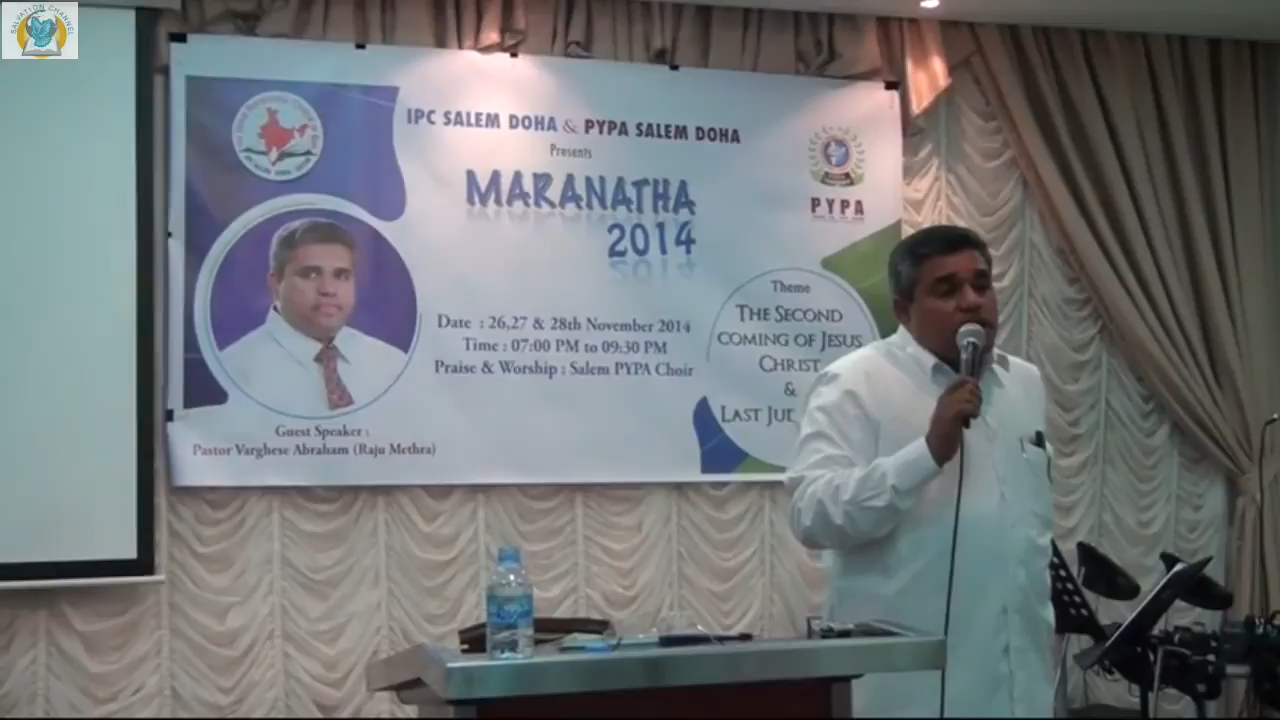 SALVATION CHANNEL
IPC SALEM DOHA & PYPA SALEM DOHA
Presents
MARANATHA
2014
PYPA
Date : 26,27 & 28th November 2014
Time : 07:00 PM to 09:30 PM
Praise & Worship : Salem PYPA Choir
Theme
THE SECOND
COMING OF JESUS
CHRIST
&
LAST
Guest Speaker :
Pastor Varghese Abraham (Raju Methra)